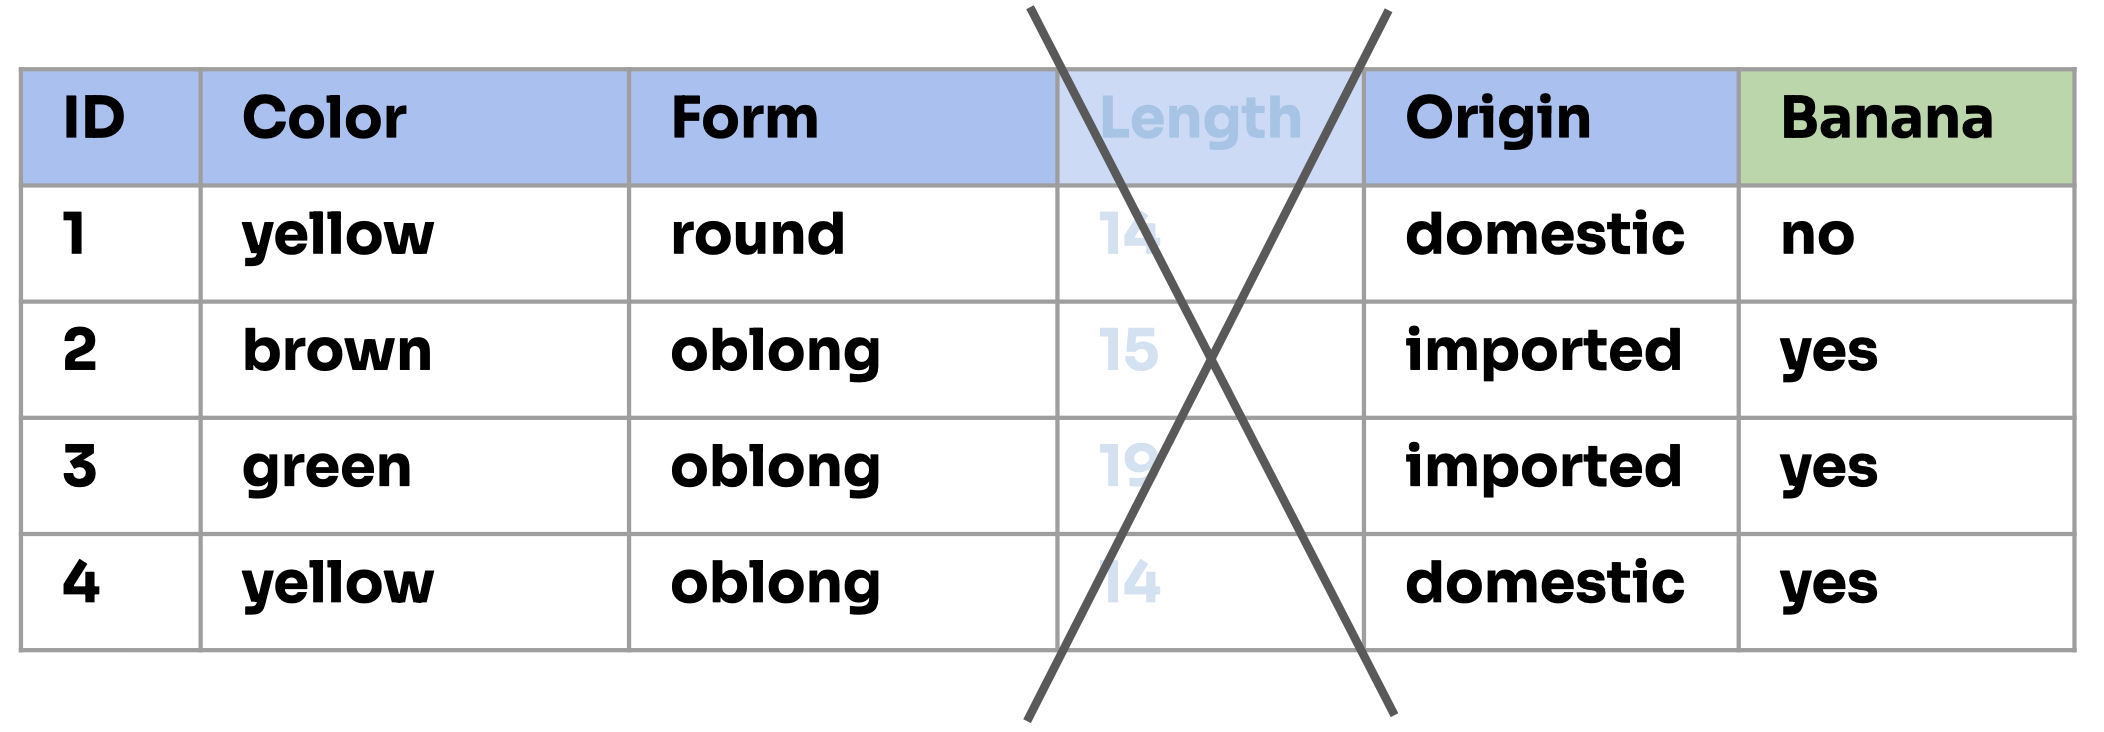 ID Color Form Length Origin Banana
1 yellow round 14 domestic no
2 brown oblong 15 imported yes
3 green oblong 19 imported yes
4 yellow oblong 14 domestic yes